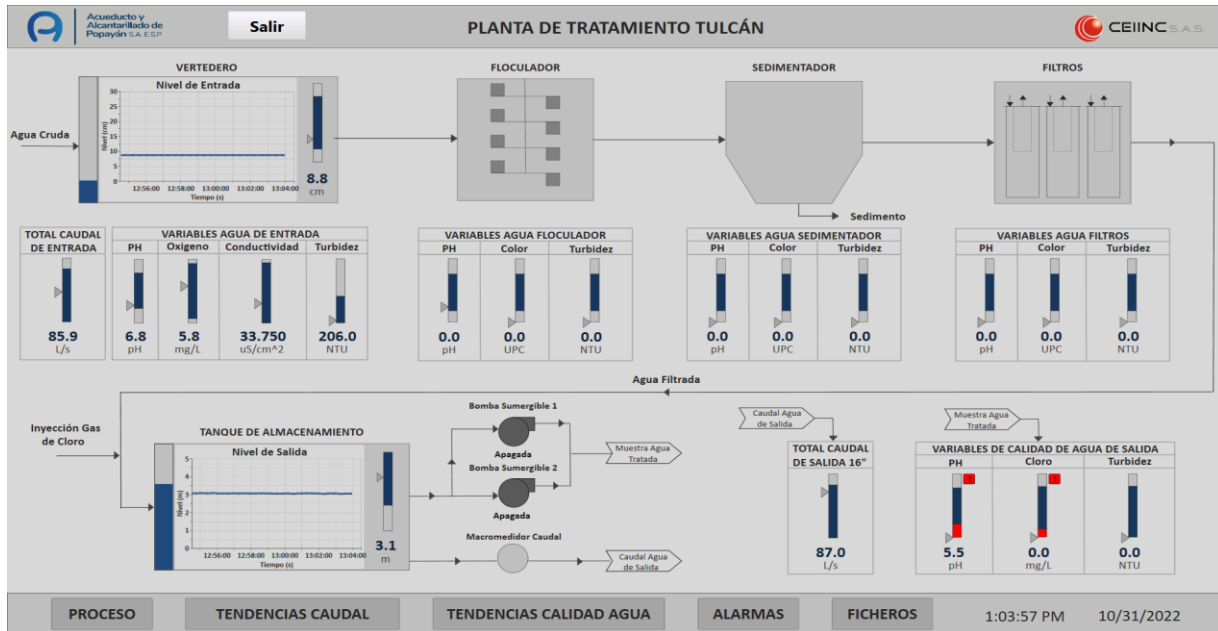 Acueducto y
Alcantarillado de
Popayán S.A E.S.P
Salir
PLANTA DE TRATAMIENTO TULCÁN
CEIINC S.A.S.
VERTEDERO
FLOCULADOR
SEDIMENTADOR
FILTROS
Nivel de Entrada
Agua Cruda
Nivel (cm)
30
25
20
15
10
5
0
12:56:00 12:58:00 13:00:00 13:02:00 13:04:00
Tiempo (s)
8.8
cm
Sedimento
TOTAL CAUDAL
DE ENTRADA
85.9
L/s
VARIABLES AGUA DE ENTRADA
PH Oxigeno Conductividad Turbidez
6.8 5.8 33.750 206.0
pH mg/L uS/cm^2 NTU
VARIABLES AGUA FLOCULADOR
PH Color Turbidez
0.0 0.0 0.0
pH UPC NTU
VARIABLES AGUA SEDIMENTADOR
PH Color Turbidez
0.0 0.0 0.0
pH UPC NTU
VARIABLES AGUA FILTROS
PH Color Turbidez
0.0 0.0 0.0
pH UPC NTU
Agua Filtrada
Inyección Gas
de Cloro
TANQUE DE ALMACENAMIENTO
Nivel de Salida
Nivel (m)
5
4
3
2
1
0
12:56:00 12:58:00 13:00:00 13:02:00 13:04:00
Tiempo (s)
3.1
m
Bomba Sumergible 1
Apagada
Bomba Sumergible 2
Apagada
Macromedidor Caudal
Muestra Agua
Tratada
Caudal Agua
de Salida
Caudal Agua
de Salida
TOTAL CAUDAL
DE SALIDA 16"
87.0
L/s
Muestra Agua
Tratada
VARIABLES DE CALIDAD DE AGUA DE SALIDA
PH Cloro Turbidez
1 1
5.5 0.0 0.0
pH mg/L NTU
PROCESO
TENDENCIAS CAUDAL
TENDENCIAS CALIDAD AGUA
ALARMAS
FICHEROS
1:03:57 PM
10/31/2022